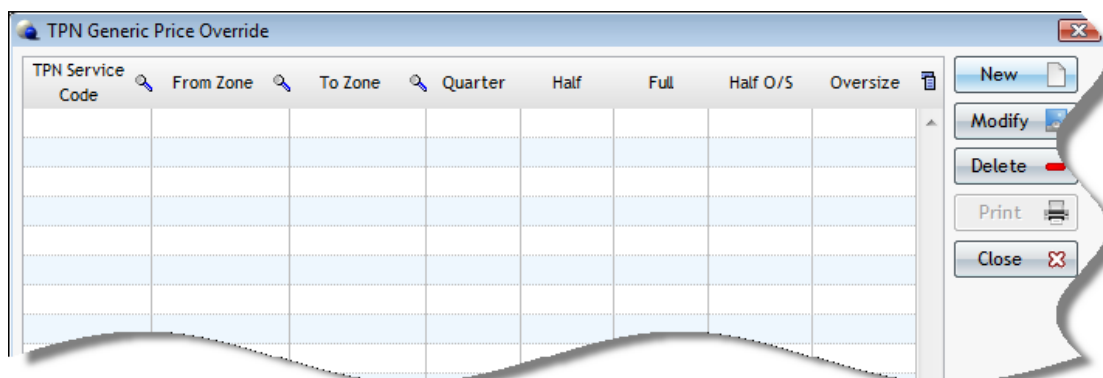 TPN Generic Price Override
TPN Service
Code
From Zone
To Zone
Quarter
Half
Full
Half O/S
Oversize
New
Modify
Delete
Print
Close